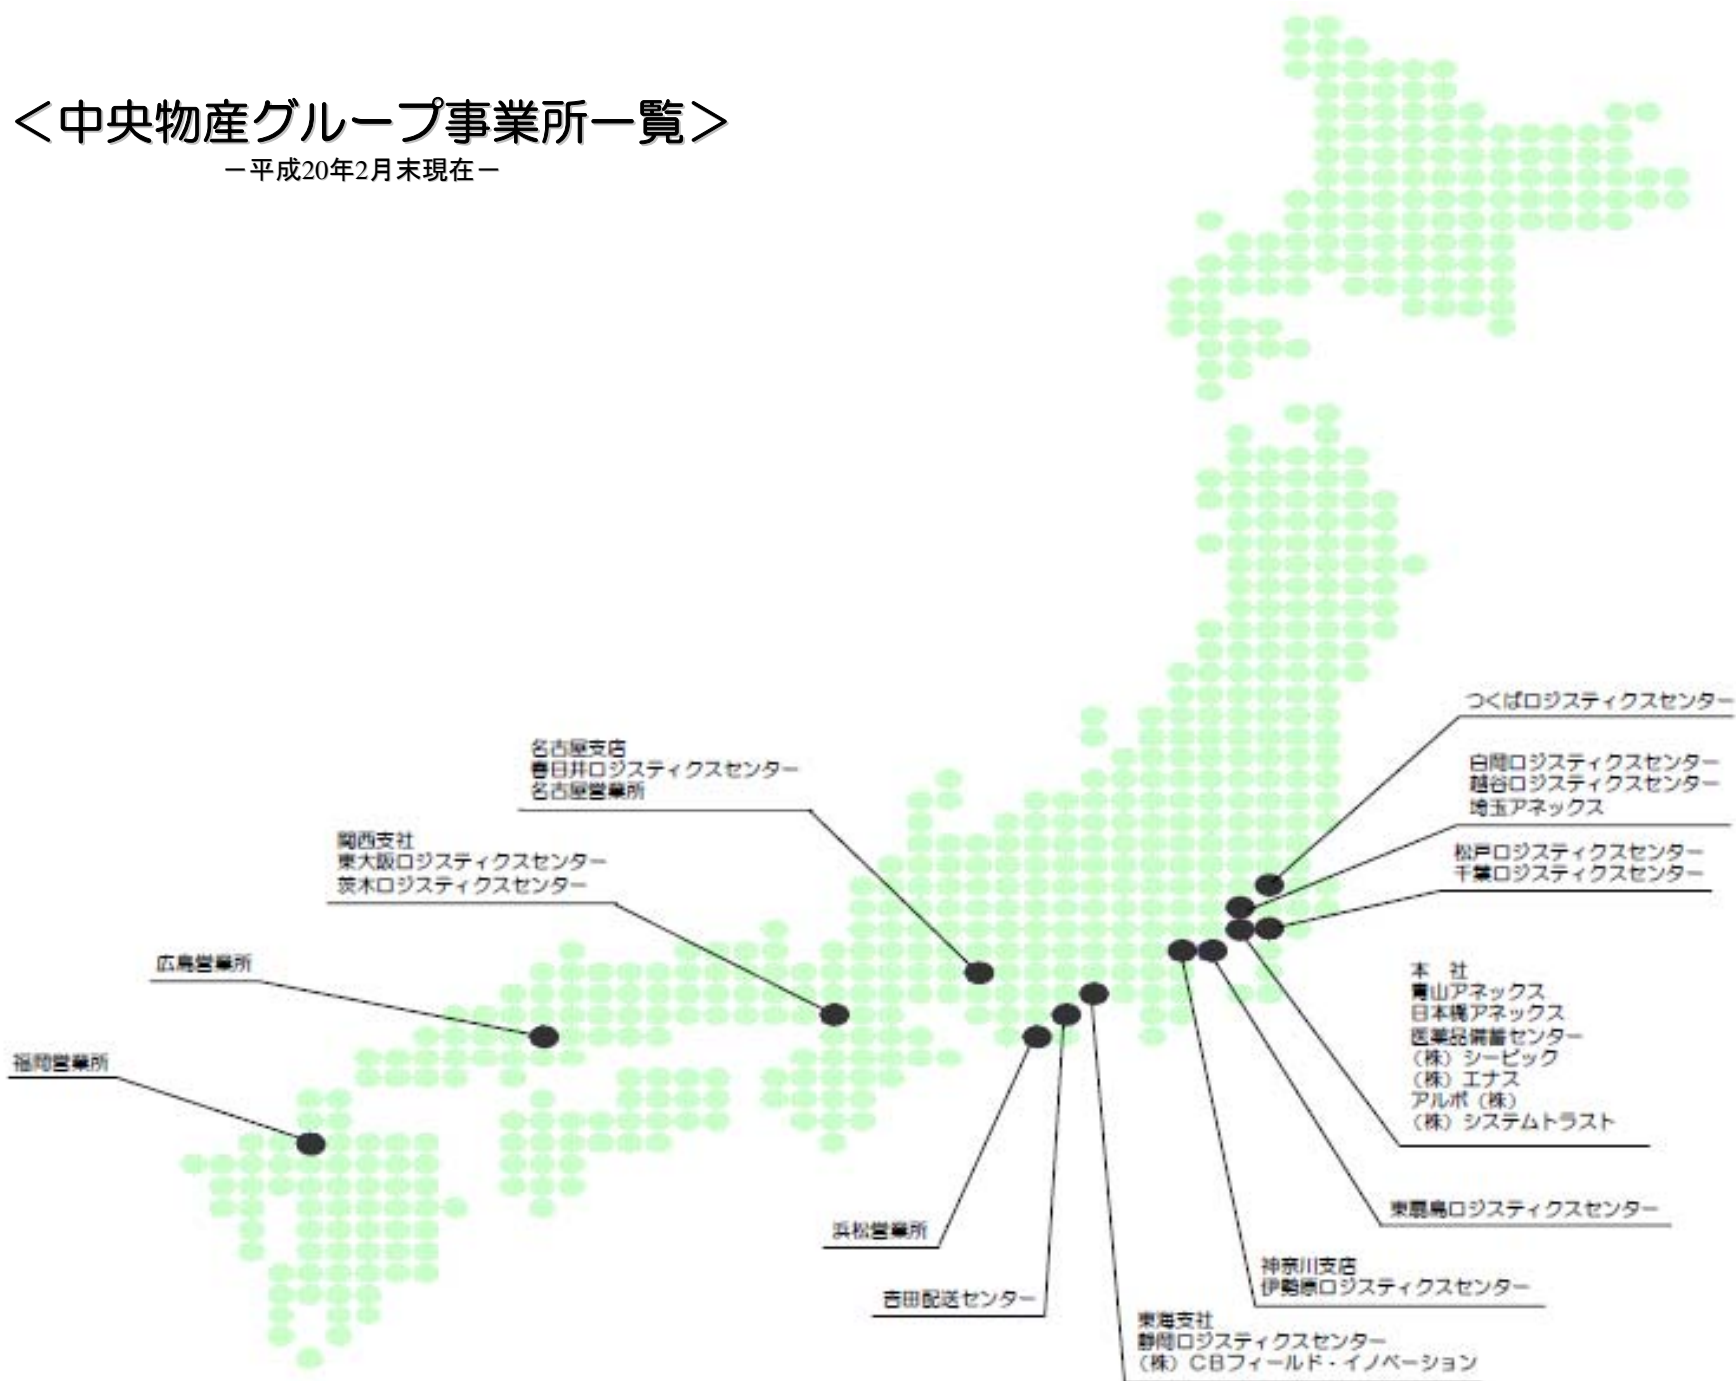 ＜中央物産グループ事業所一覧＞
－平成20年2月末現在－
つくばロジスティクスセンター
白岡ロジスティクスセンター
越谷ロジスティクスセンター
埼玉アネックス
松戸ロジスティクスセンター
千葉ロジスティクスセンター
名古屋支店
春日井ロジスティクスセンター
名古屋営業所
関西支社
東大阪ロジスティクスセンター
茨木ロジスティクスセンター
広島営業所
福岡営業所
本　社
青山アネックス
日本橋アネックス
医薬品備蓄センター
（株）シービック
（株）エナス
アルボ（株）
（株）システムトラスト
東扇島ロジスティクスセンター
浜松営業所
神奈川支店
伊勢原ロジスティクスセンター
吉田配送センター
東海支社
静岡ロジスティクスセンター
（株）CBフィールド・イノベーション